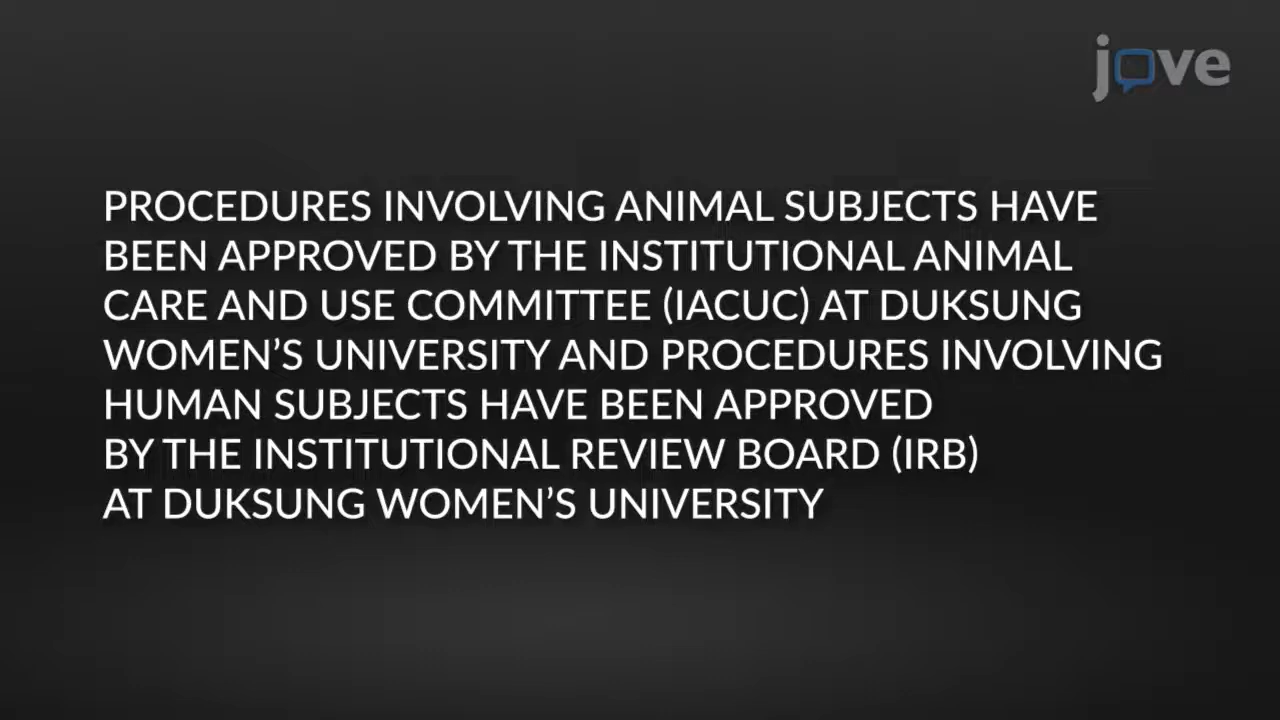 jove
PROCEDURES INVOLVING ANIMAL SUBJECTS HAVE
BEEN APPROVED BY THE INSTITUTIONAL ANIMAL
CARE AND USE COMMITTEE (IACUC) AT DUKSUNG
WOMEN’S UNIVERSITY AND PROCEDURES INVOLVING
HUMAN SUBJECTS HAVE BEEN APPROVED
BY THE INSTITUTIONAL REVIEW BOARD (IRB)
AT DUKSUNG WOMEN’S UNIVERSITY